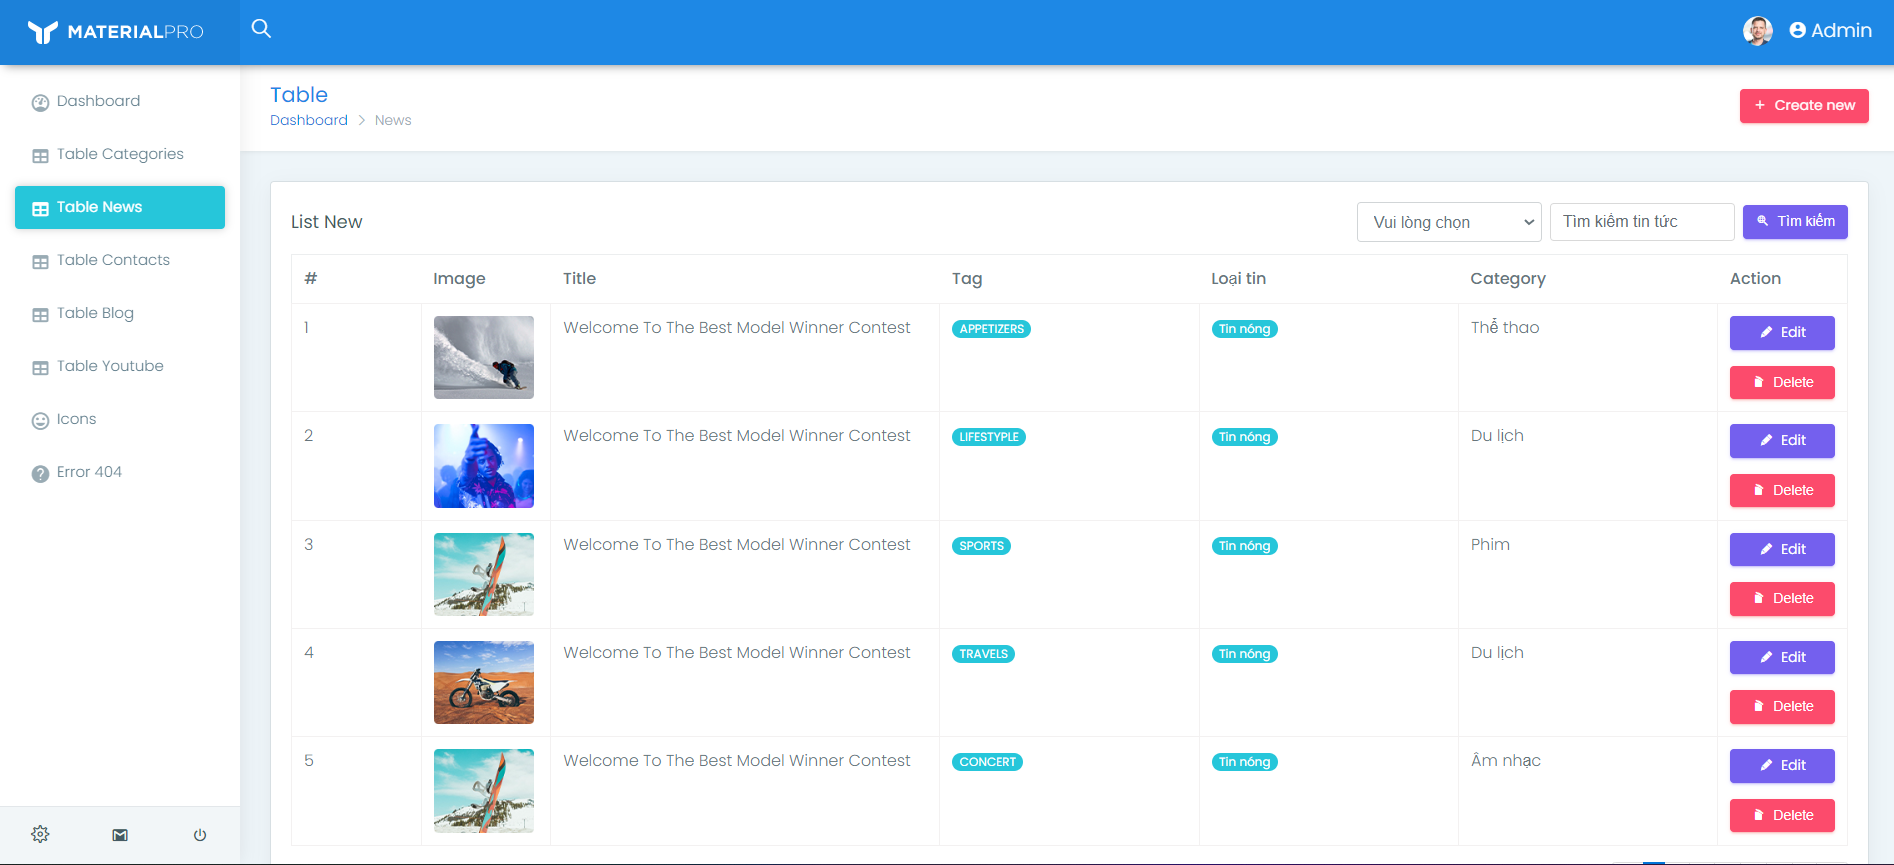 MATERIALPRO
Admin
Dashboard
Table Categories
Table News
Table Contacts
Table Blog
Table Youtube
Icons
Error 404
Table
Dashboard > News
+ Create new
List New
Vui lòng chọn
Tìm kiếm tin tức
Tìm kiếm
# Image Title Tag Loại tin Category Action
1 Welcome To The Best Model Winner Contest APPETIZERS Tin nóng Thể thao Edit
Delete
2 Welcome To The Best Model Winner Contest LIFESTYPLE Tin nóng Du lịch Edit
Delete
3 Welcome To The Best Model Winner Contest SPORTS Tin nóng Phim Edit
Delete
4 Welcome To The Best Model Winner Contest TRAVELS Tin nóng Du lịch Edit
Delete
5 Welcome To The Best Model Winner Contest CONCERT Tin nóng Âm nhạc Edit
Delete